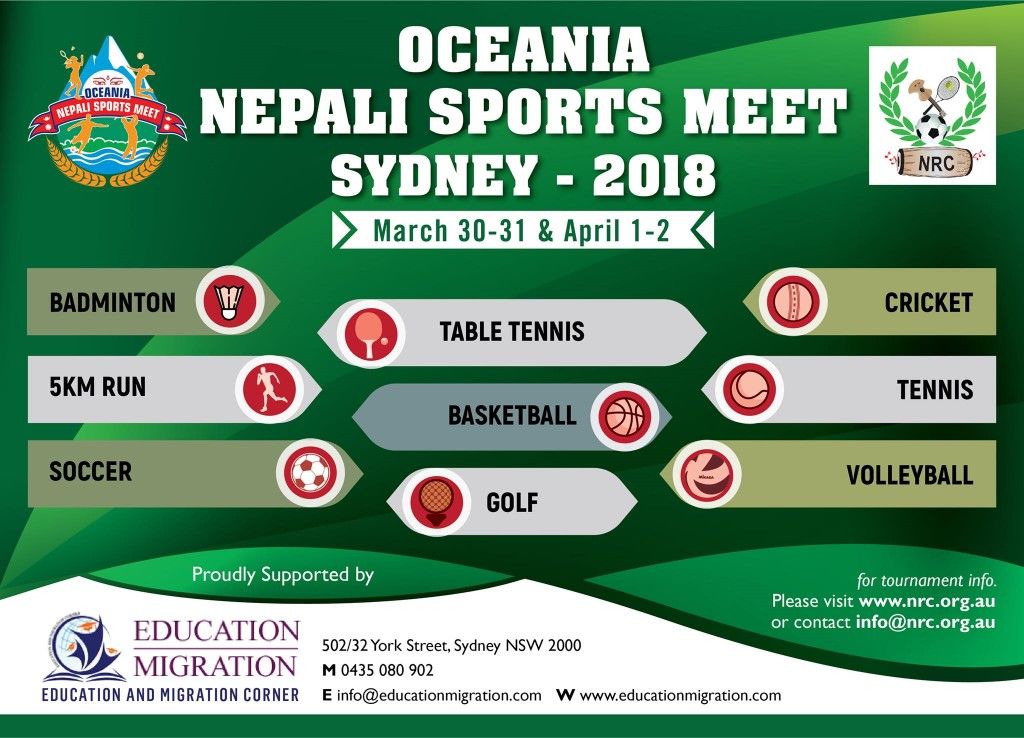 OCEANIA
NEPALI SPORTS MEET
SYDNEY - 2018
March 30-31 & April 1-2
OCEANIA
NEPALI SPORTS MEET
NRC
BADMINTON
5KM RUN
SOCCER
TABLE TENNIS
BASKETBALL
GOLF
CRICKET
TENNIS
VOLLEYBALL
MIKASA
Proudly Supported by
EDUCATION
MIGRATION
EDUCATION AND MIGRATION CORNER
502/32 York Street, Sydney NSW 2000
M 0435 080 902
E info@educationmigration.com W www.educationmigration.com
for tournament info.
Please visit www.nrc.org.au
or contact info@nrc.org.au